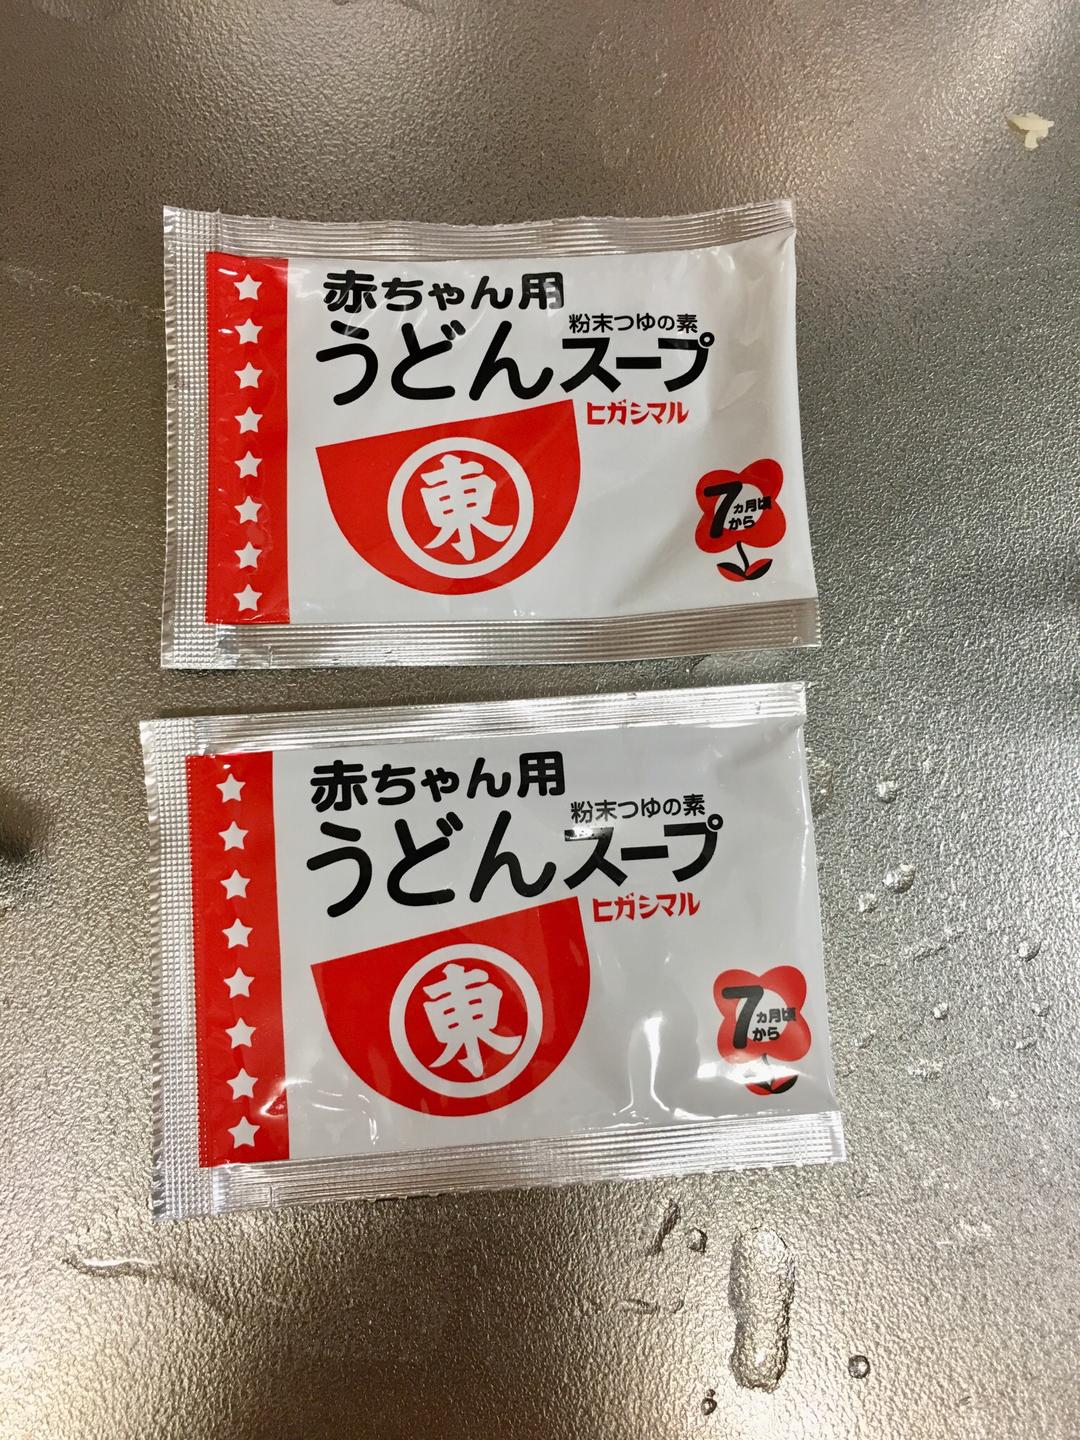 赤ちゃん用
粉末つゆの素
うどんスープ
ヒガシマル
東
7ヵ月頃
から
赤ちゃん用
粉末つゆの素
うどんスープ
ヒガシマル
東
7ヵ月頃
から